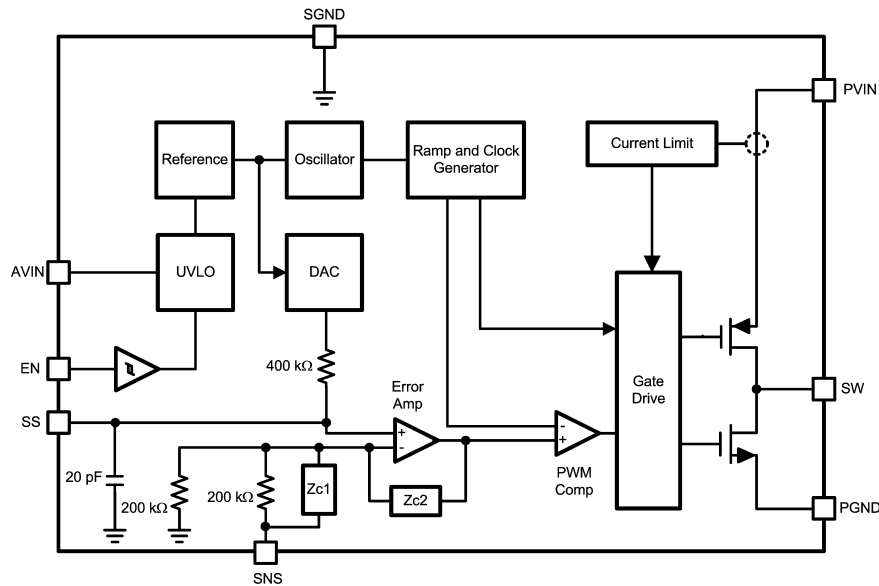 SGND
PVIN
Reference
Oscillator
Ramp and Clock
Generator
Current Limit
AVIN
UVLO
DAC
EN
400 kΩ
Error
Amp
Gate
Drive
SW
SS
+
-
-
+
20 pF
200 kΩ
200 kΩ
Zc1
Zc2
PWM
Comp
PGND
SNS